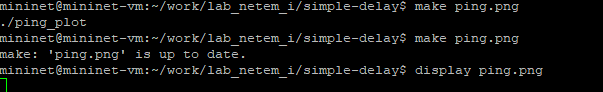 mininet@mininet-vm:~/work/lab_netem_i/simple-delay$ make ping.png
./ping_plot
mininet@mininet-vm:~/work/lab_netem_i/simple-delay$ make ping.png
make: 'ping.png' is up to date.
mininet@mininet-vm:~/work/lab_netem_i/simple-delay$ display ping.png